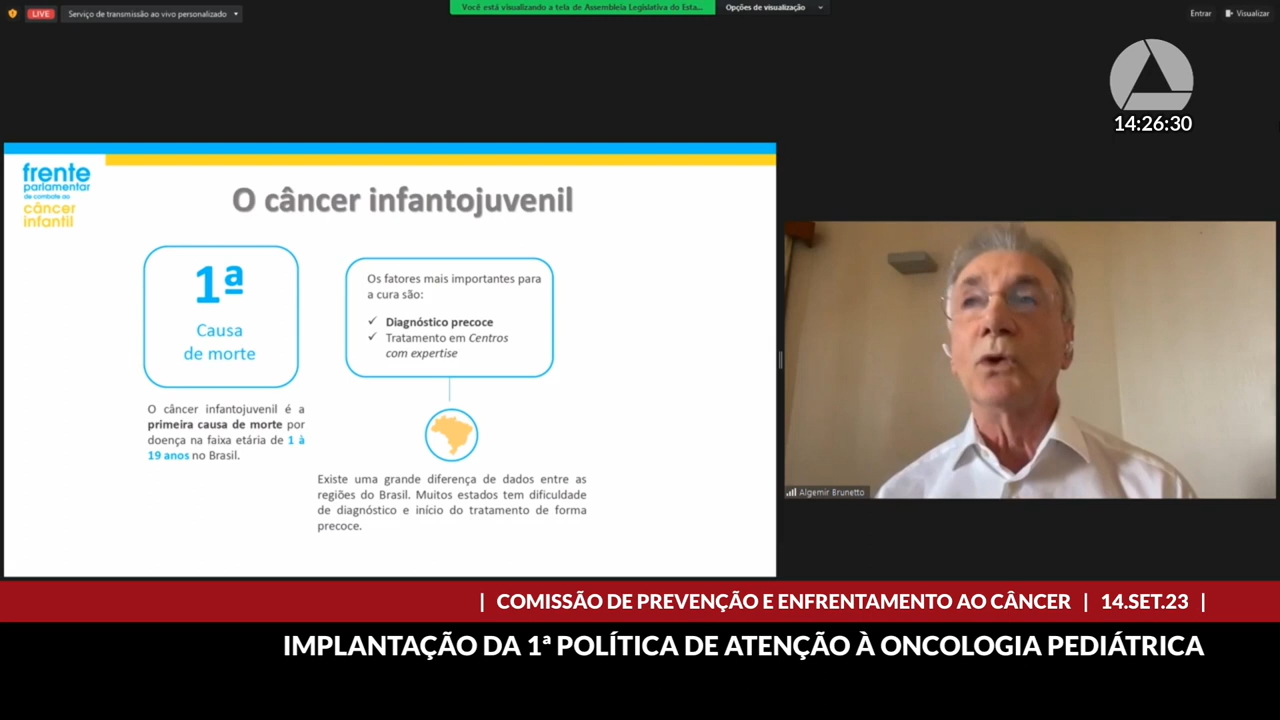 LIVE
Serviço de transmissão ao vivo personalizado
Você está visualizando a tela de Assembleia Legislativa do Esta...
Opções de visualização
Entrar
Visualizar
14:26:30
frente
parlamentar
de combate ao
câncer
infantil
O câncer infantojuvenil
1ª
Causa
de morte
O câncer infantojuvenil é a
primeira causa de morte por
doença na faixa etária de 1 à
19 anos no Brasil.
Os fatores mais importantes para
a cura são:
✓ Diagnóstico precoce
✓ Tratamento em Centros
com expertise
Existe uma grande diferença de dados entre as
regiões do Brasil. Muitos estados tem dificuldade
de diagnóstico e início do tratamento de forma
precoce.
Algemir Brunetto
| COMISSÃO DE PREVENÇÃO E ENFRENTAMENTO AO CÂNCER | 14.SET.23 |
IMPLANTAÇÃO DA 1ª POLÍTICA DE ATENÇÃO À ONCOLOGIA PEDIÁTRICA